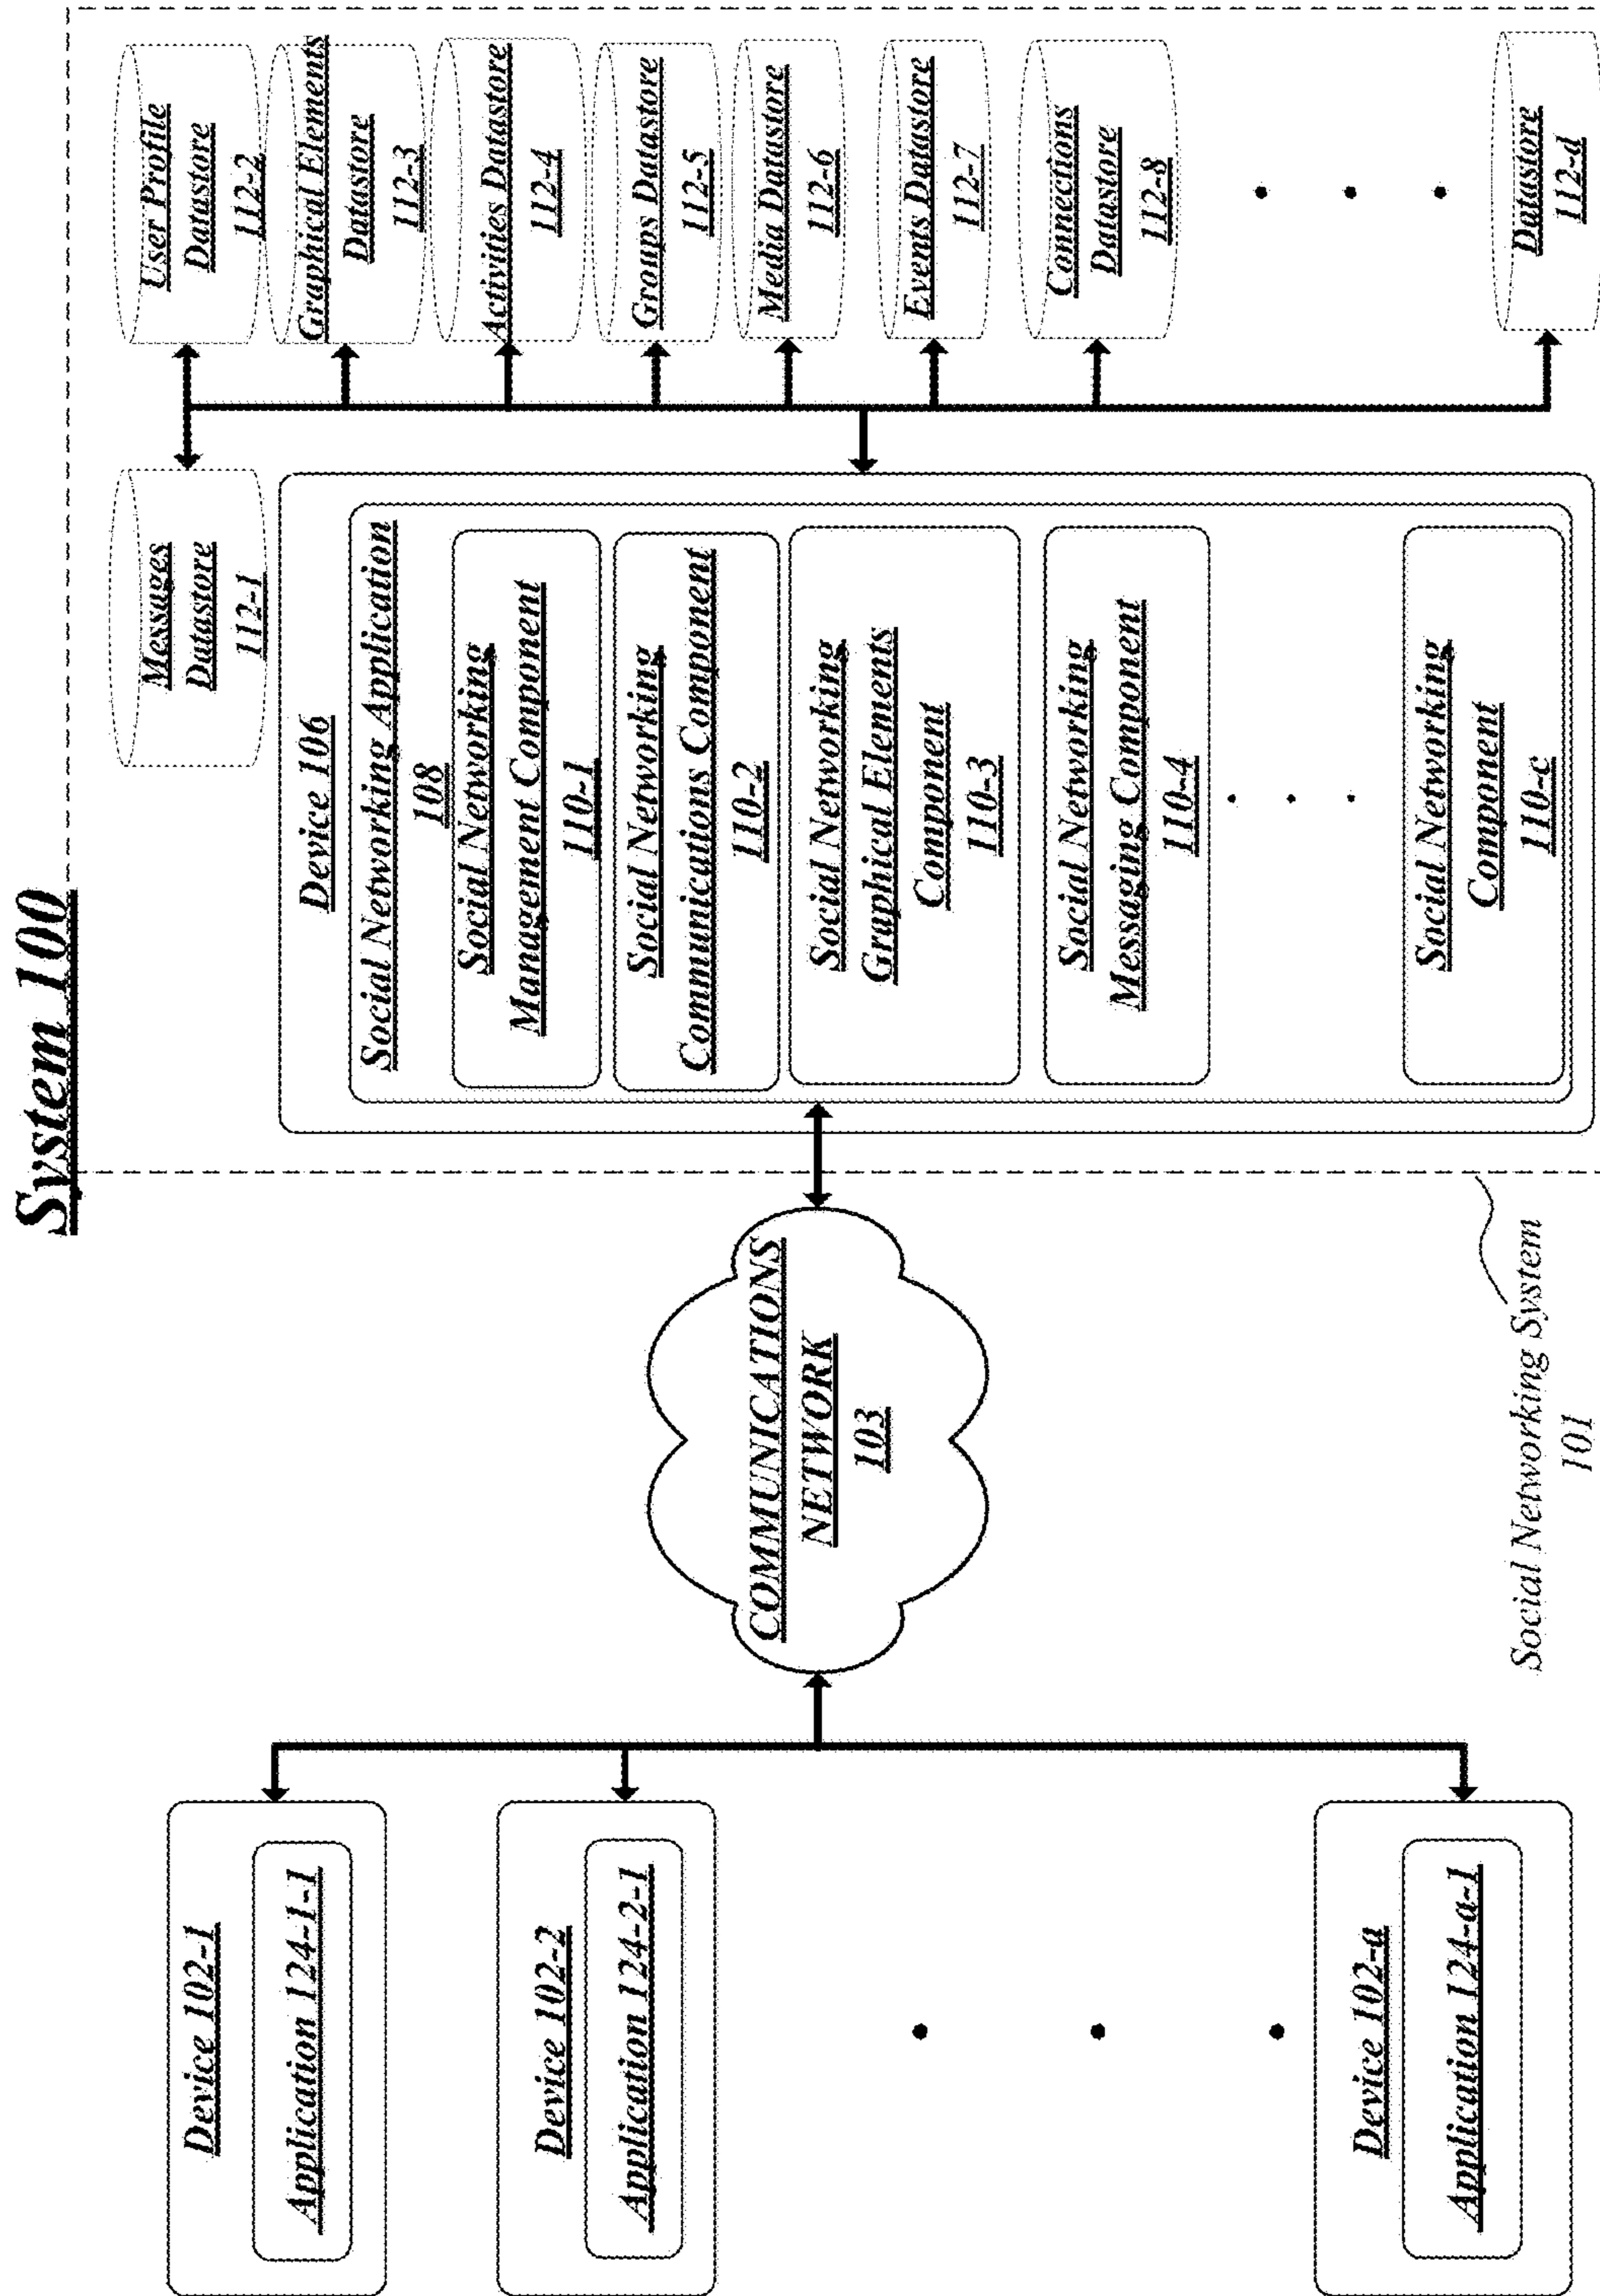 System 100
Device 102-1
Application 124-1-1
Device 102-2
Application 124-2-1
Device 102-a
Application 124-a-1
COMMUNICATIONS
NETWORK
103
Social Networking System
101
Messages
Datastore
112-1
Device 106
Social Networking Application
108
Social Networking
Management Component
110-1
Social Networking
Communications Component
110-2
Social Networking
Graphical Elements
Component
110-3
Social Networking
Messaging Component
110-4
Social Networking
Component
110-c
User Profile
Datastore
112-2
Graphical Elements
Datastore
112-3
Activities Datastore
112-4
Groups Datastore
112-5
Media Datastore
112-6
Events Datastore
112-7
Connections
Datastore
112-8
Datastore
112-d